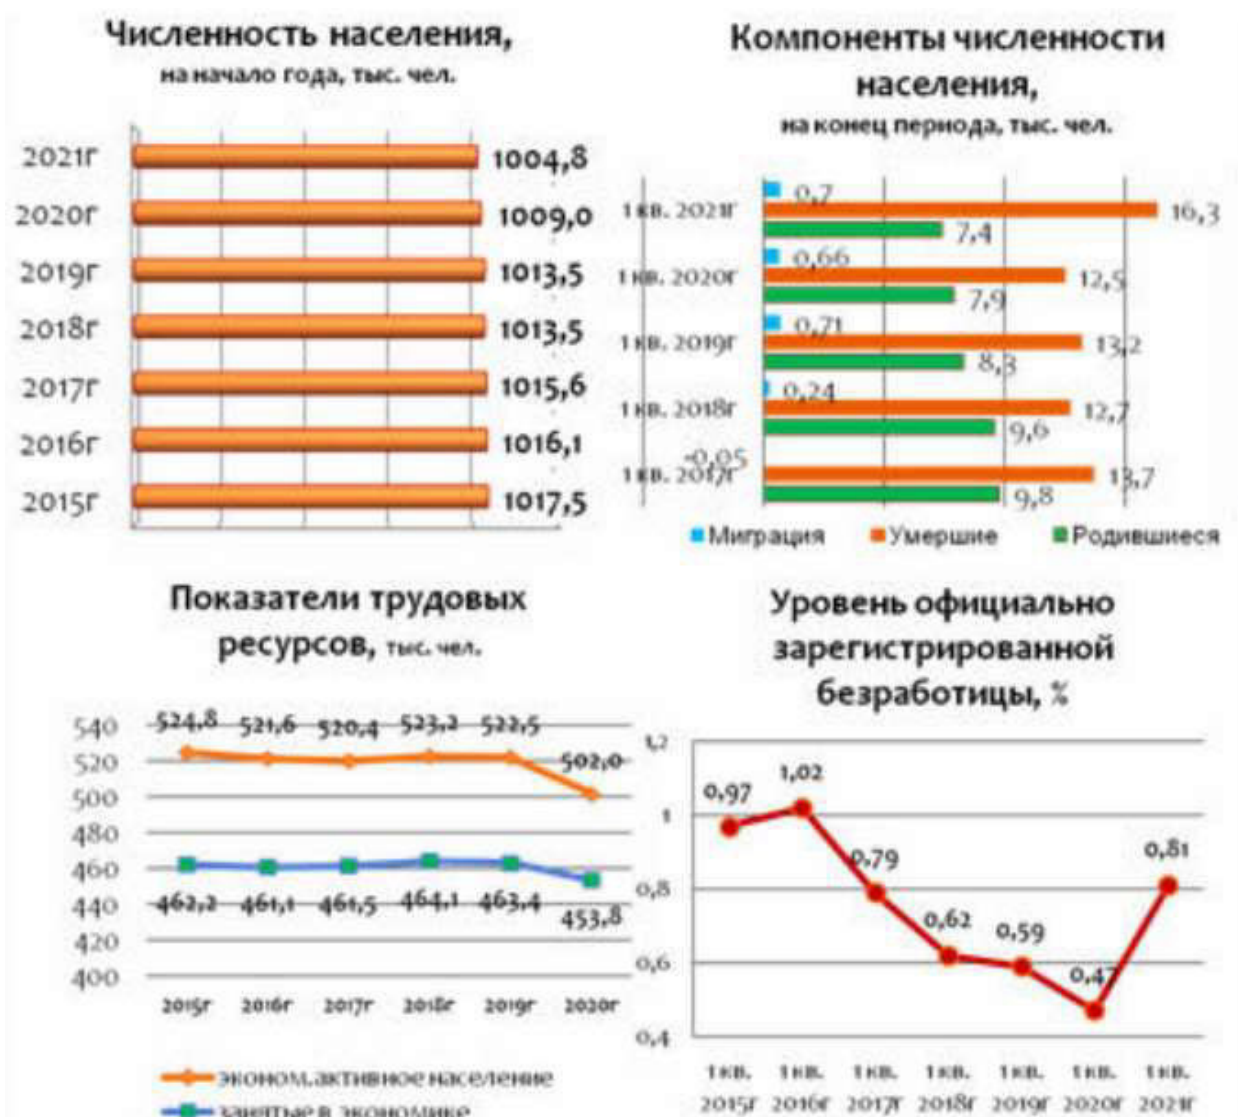 Численность населения,
на начало года, тыс. чел.
2021г 1004,8
2020г 1009,0
2019г 1013,5
2018г 1013,5
2017г 1015,6
2016г 1016,1
2015г 1017,5
Компоненты численности
населения,
на конец периода, тыс. чел.
0,7
1 кв. 2021г 16,3
7,4
0,66
1 кв. 2020г 12,5
7,9
0,71
1 кв. 2019г 13,2
8,3
0,24
1 кв. 2018г 12,7
9,6
-0,05
1 кв. 2017г 13,7
9,8
Миграция Умершие Родившиеся
Показатели трудовых
ресурсов, тыс. чел.
540 524,8 521,6 520,4 523,2 522,5
520 502,0
500
480
460
440 462,2 461,1 461,5 464,1 463,4 453,8
420
400
2015г 2016г 2017г 2018г 2019г 2020г
эконом.активное население
занятые в экономике
Уровень официально
зарегистрированной
безработицы, %
1,2
0,97 1,02
1
0,79 0,81
0,8
0,62 0,59
0,6 0,47
0,4
1 кв. 1 кв. 1 кв. 1 кв. 1 кв. 1 кв. 1 кв.
2015г 2016г 2017г 2018г 2019г 2020г 2021г